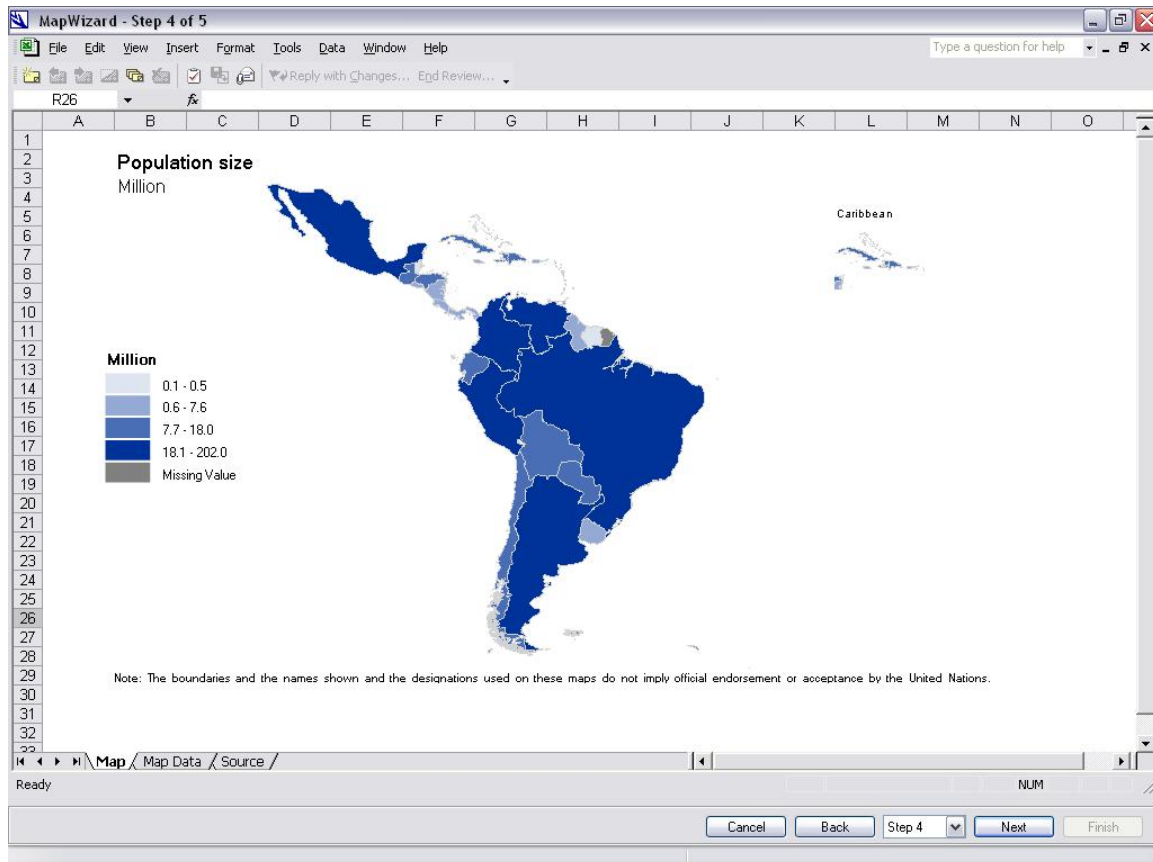 MapWizard - Step 4 of 5
File Edit View Insert Format Tools Data Window Help Type a question for help
Reply with Changes... End Review...
R26 fx
A B C D E F G H I J K L M N O
1
2 Population size
3 Million
4
5 Caribbean
6
7
8
9
10
11
12 Million
13
14 0.1 - 0.5
15 0.6 - 7.6
16 7.7 - 18.0
17 18.1 - 202.0
18 Missing Value
19
20
21
22
23
24
25
26
27
28
29 Note: The boundaries and the names shown and the designations used on these maps do not imply official endorsement or acceptance by the United Nations.
30
31
32
33
Map Map Data Source
Ready NUM
Cancel Back Step 4 Next Finish